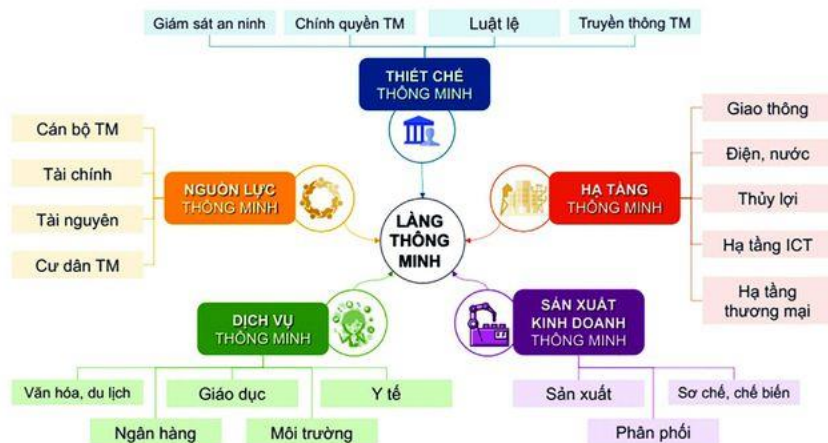 Giám sát an ninh
Chính quyền TM
Luật lệ
Truyền thông TM
THIẾT CHẾ
THÔNG MINH
Cán bộ TM
Tài chính
Tài nguyên
Cư dân TM
NGUỒN LỰC
THÔNG MINH
LÀNG
THÔNG
MINH
HẠ TẦNG
THÔNG MINH
Giao thông
Điện, nước
Thủy lợi
Hạ tầng ICT
Hạ tầng
thương mại
DỊCH VỤ
THÔNG MINH
Văn hóa, du lịch
Giáo dục
Y tế
Ngân hàng
Môi trường
SẢN XUẤT
KINH DOANH
THÔNG MINH
Sản xuất
Sơ chế, chế biến
Phân phối